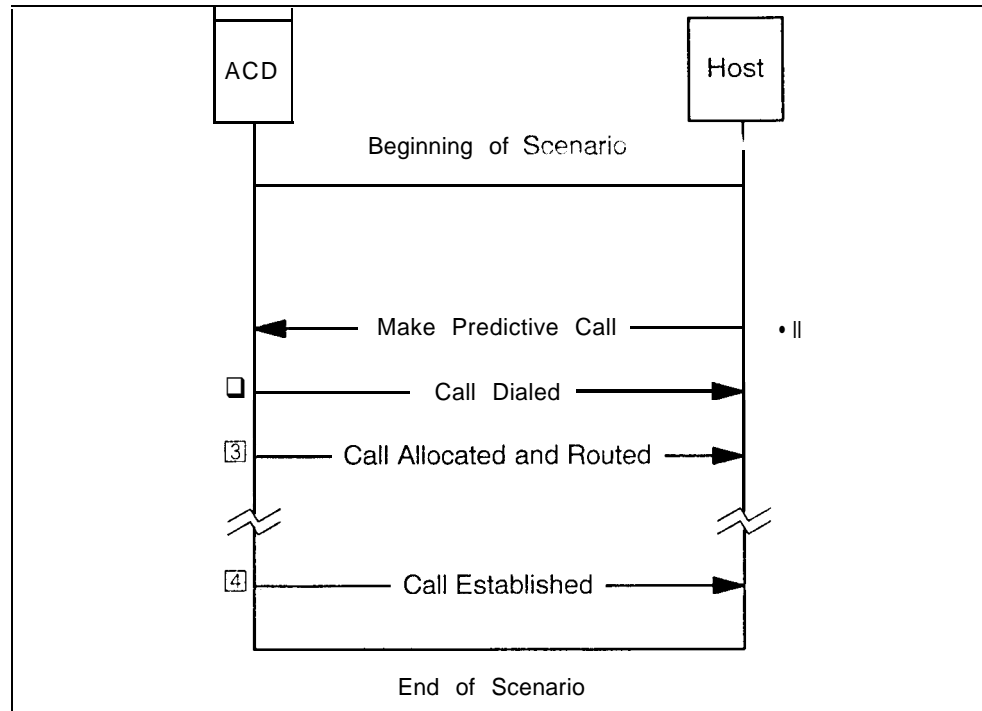 ACD
Host
Beginning of Scenario
Make Predictive Call
• ||
❑
Call Dialed
3
Call Allocated and Routed
4
Call Established
End of Scenario